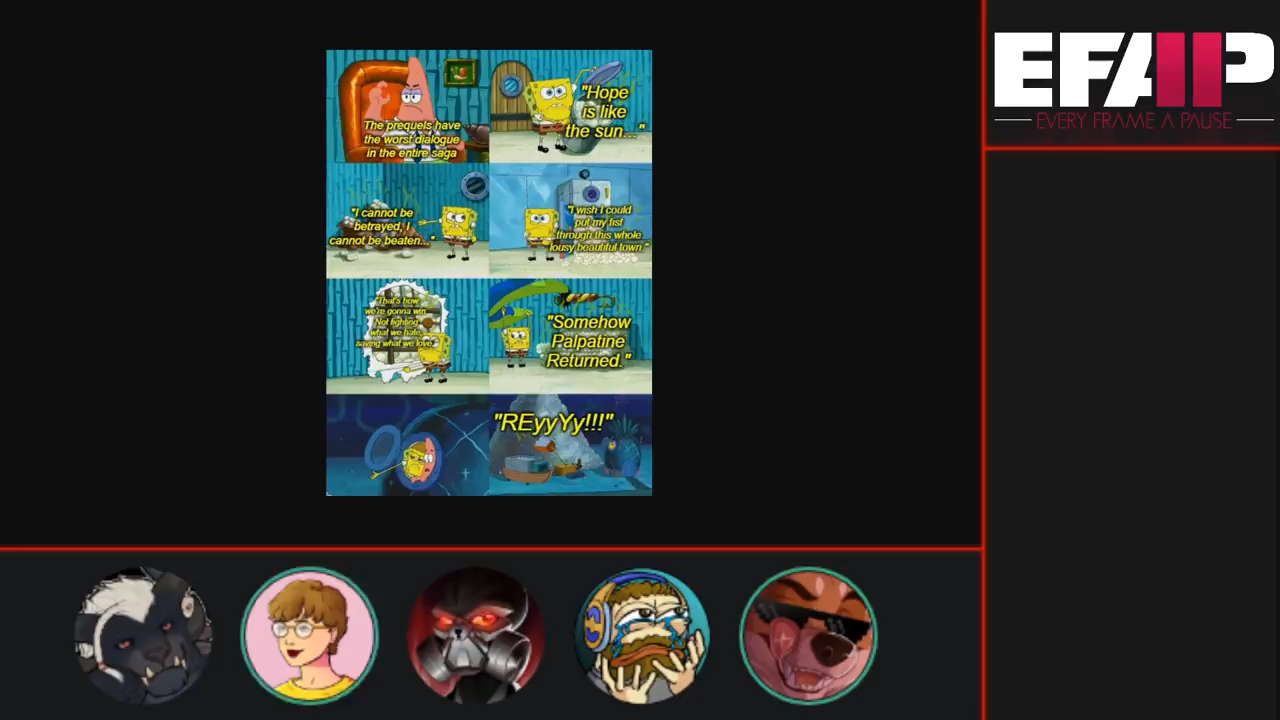 The prequels have
the worst dialogue
in the entire saga
"Hope
is like
the sun..."
"I cannot be
betrayed, I
cannot be beaten..."
"I wish I could
put my fist
through this whole
lousy beautiful town."
"That's how
we're gonna win.
Not fighting
what we hate,
saving what we love."
"Somehow
Palpatine
Returned."
"REyyYy!!!"
EFAP
EVERY FRAME A PAUSE